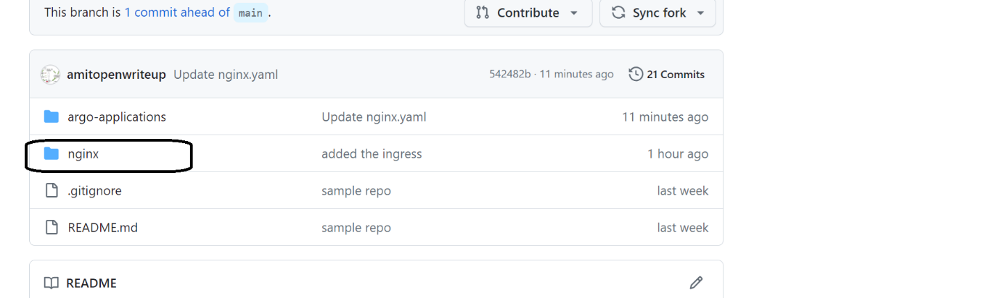 This branch is 1 commit ahead of main .
Contribute
Sync fork
amitopenwriteup Update nginx.yaml 542482b · 11 minutes ago 21 Commits
argo-applications Update nginx.yaml 11 minutes ago
nginx added the ingress 1 hour ago
.gitignore sample repo last week
README.md sample repo last week
README